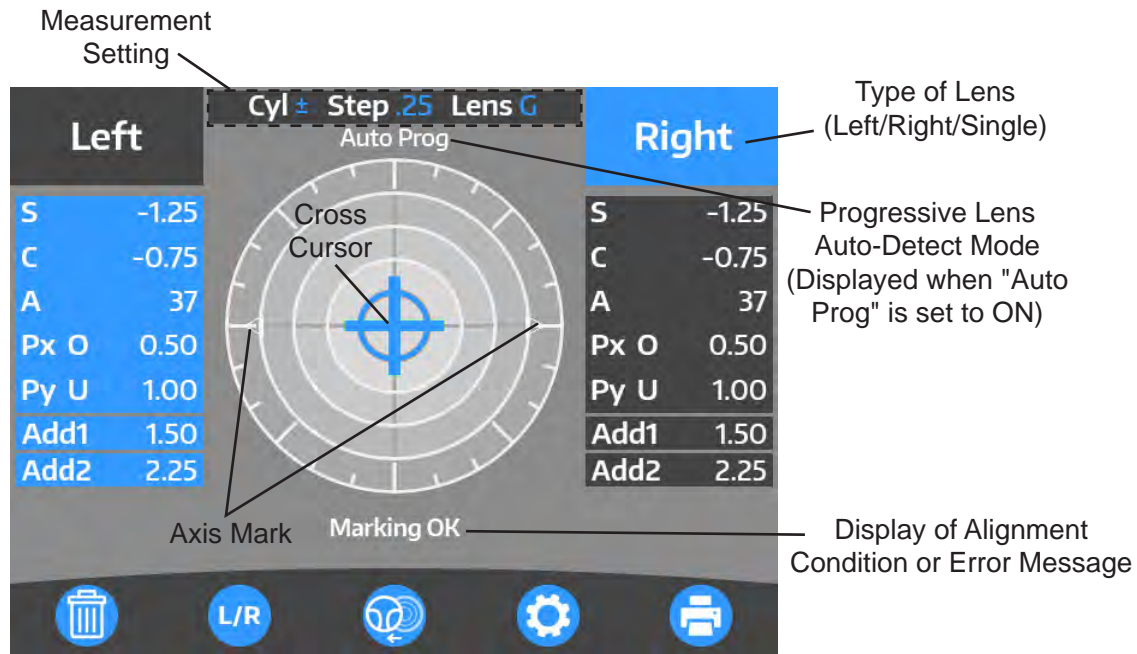 Measurement
Setting
Cyl ± Step .25 Lens G
Auto Prog
Left
Right
Type of Lens
(Left/Right/Single)
S -1.25
C -0.75
A 37
Px O 0.50
Py U 1.00
Add1 1.50
Add2 2.25
Cross
Cursor
S -1.25
C -0.75
A 37
Px O 0.50
Py U 1.00
Add1 1.50
Add2 2.25
Progressive Lens
Auto-Detect Mode
(Displayed when "Auto
Prog" is set to ON)
Axis Mark
Marking OK
Display of Alignment
Condition or Error Message
L/R